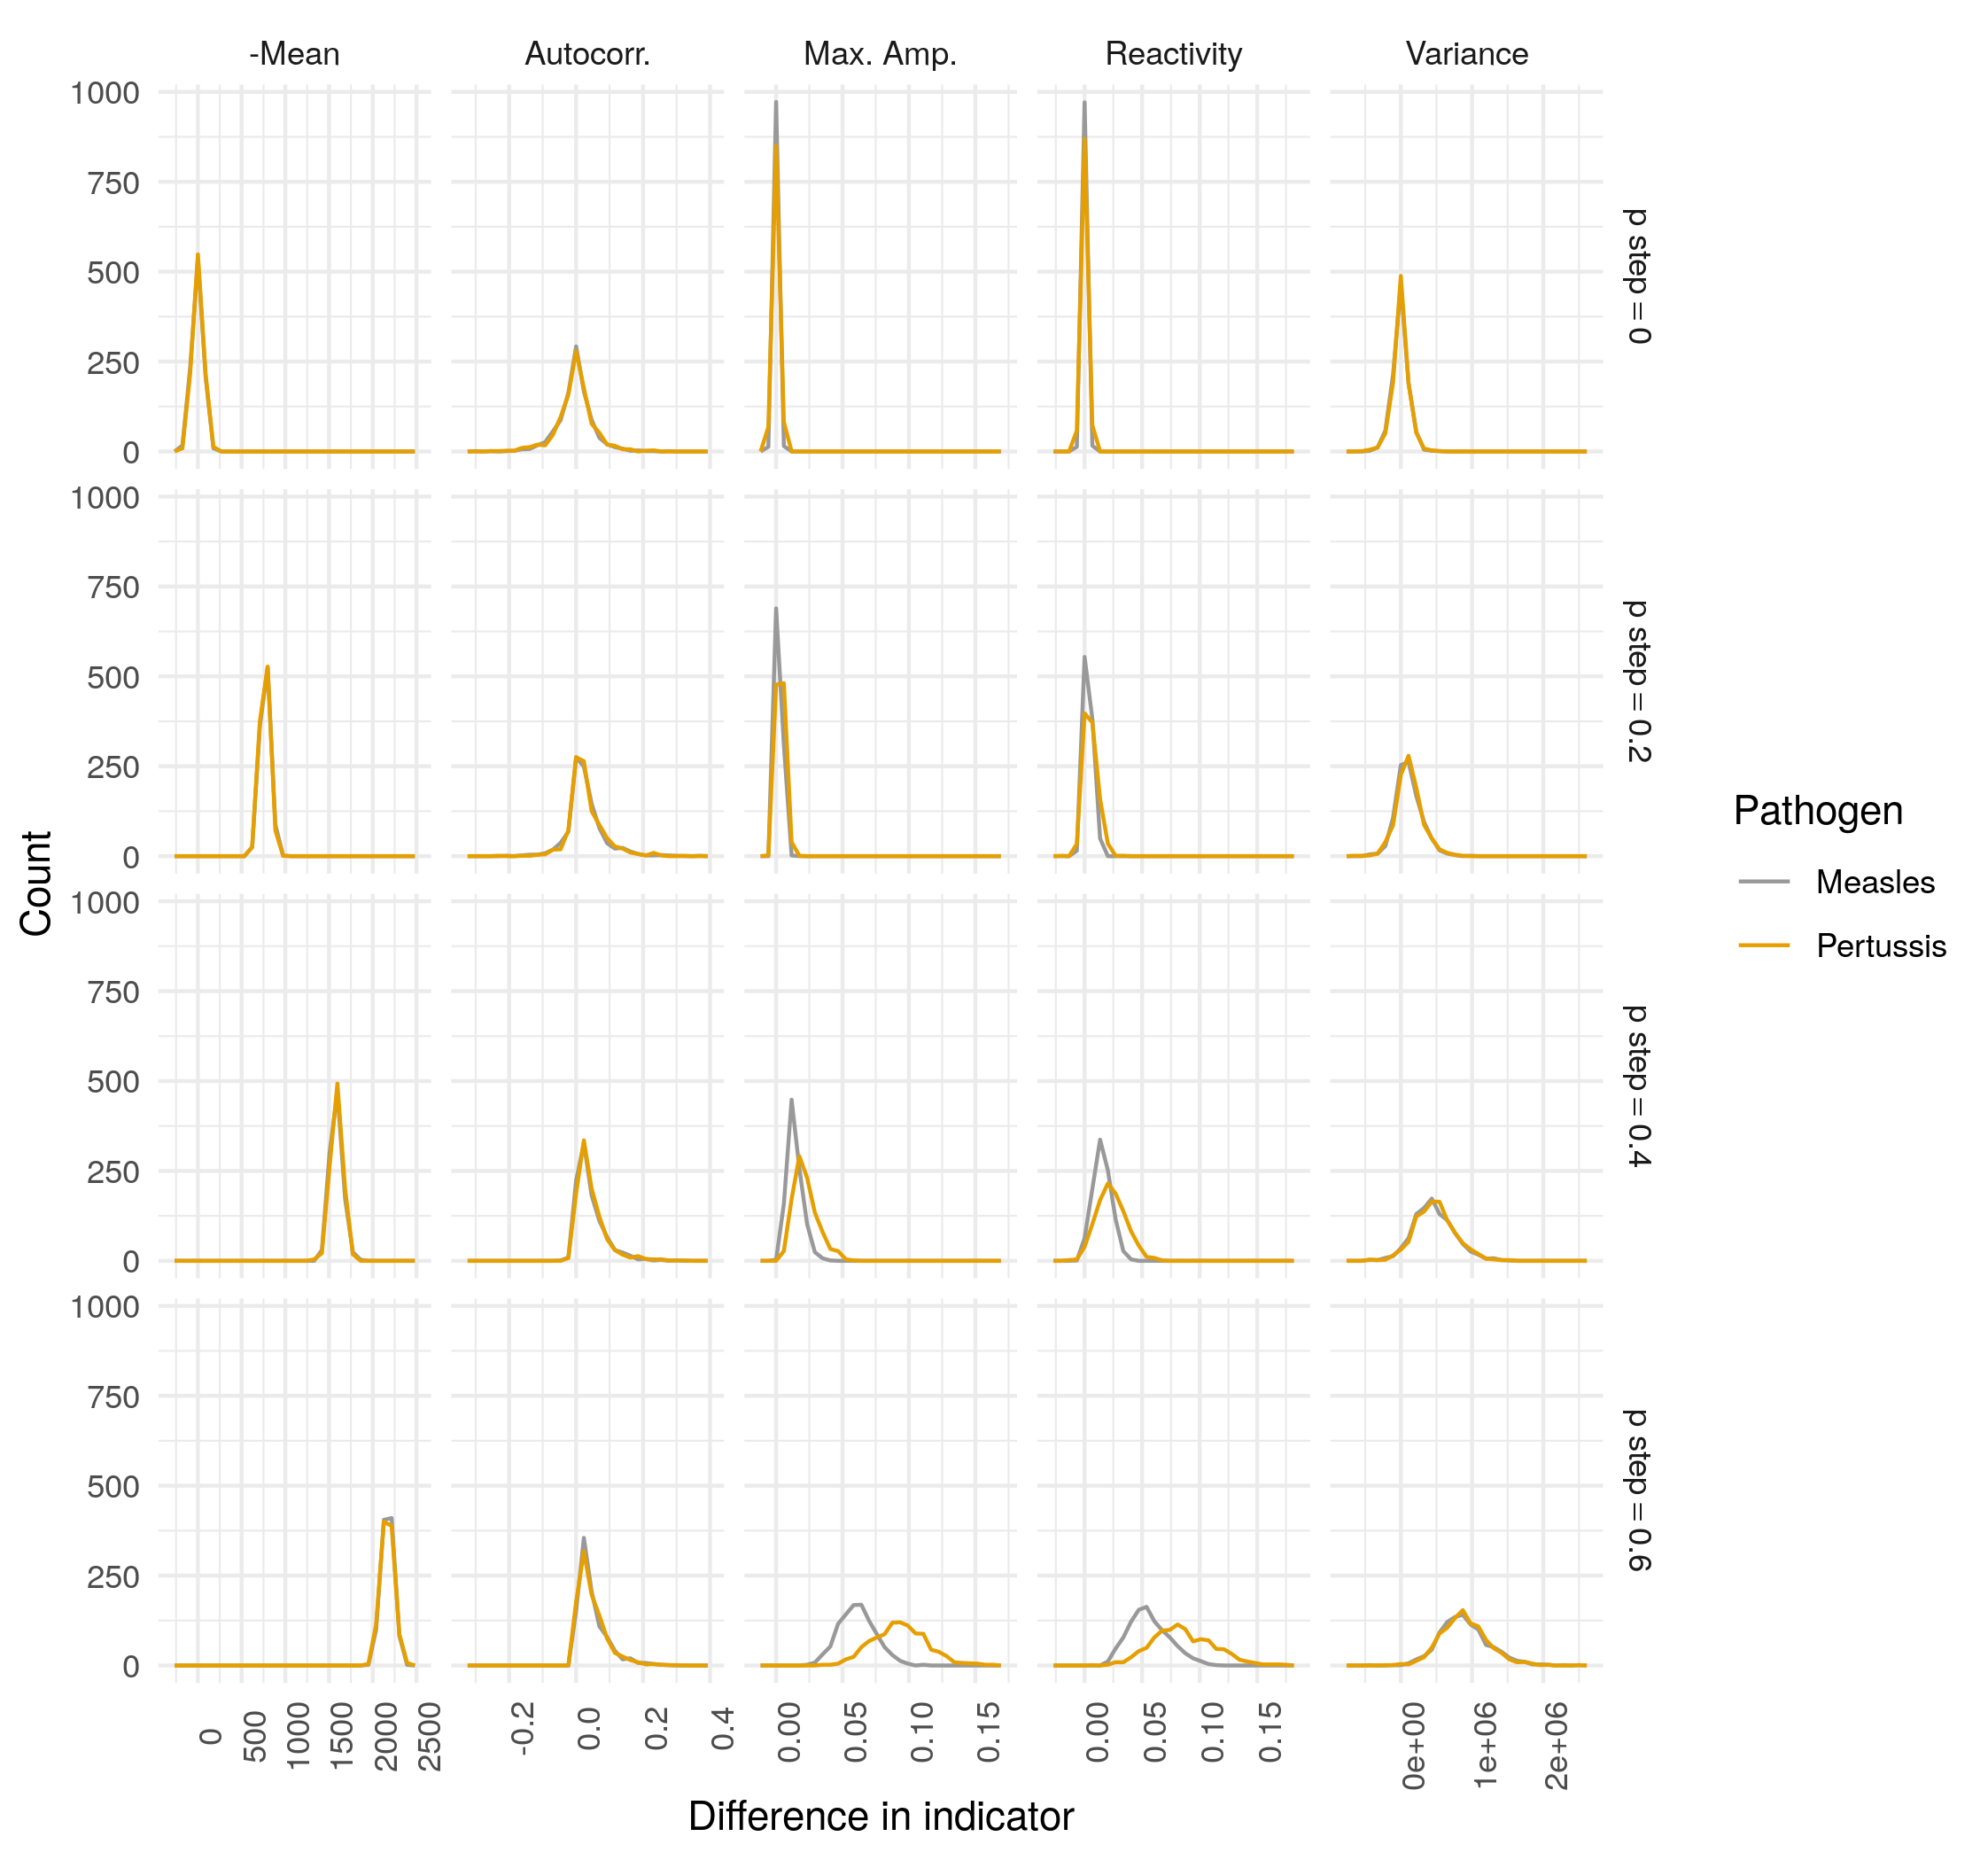 -Mean Autocorr. Max. Amp. Reactivity Variance
1000
750
500
250
0
p step = 0
1000
750
500
250
0
p step = 0.2
1000
750
500
250
0
p step = 0.4
1000
750
500
250
0
p step = 0.6
Count
0 500 1000 1500 2000 2500
-0.2 0.0 0.2 0.4
0.00 0.05 0.10 0.15
0.00 0.05 0.10 0.15
0e+00 1e+06 2e+06
Difference in indicator
Pathogen
Measles
Pertussis